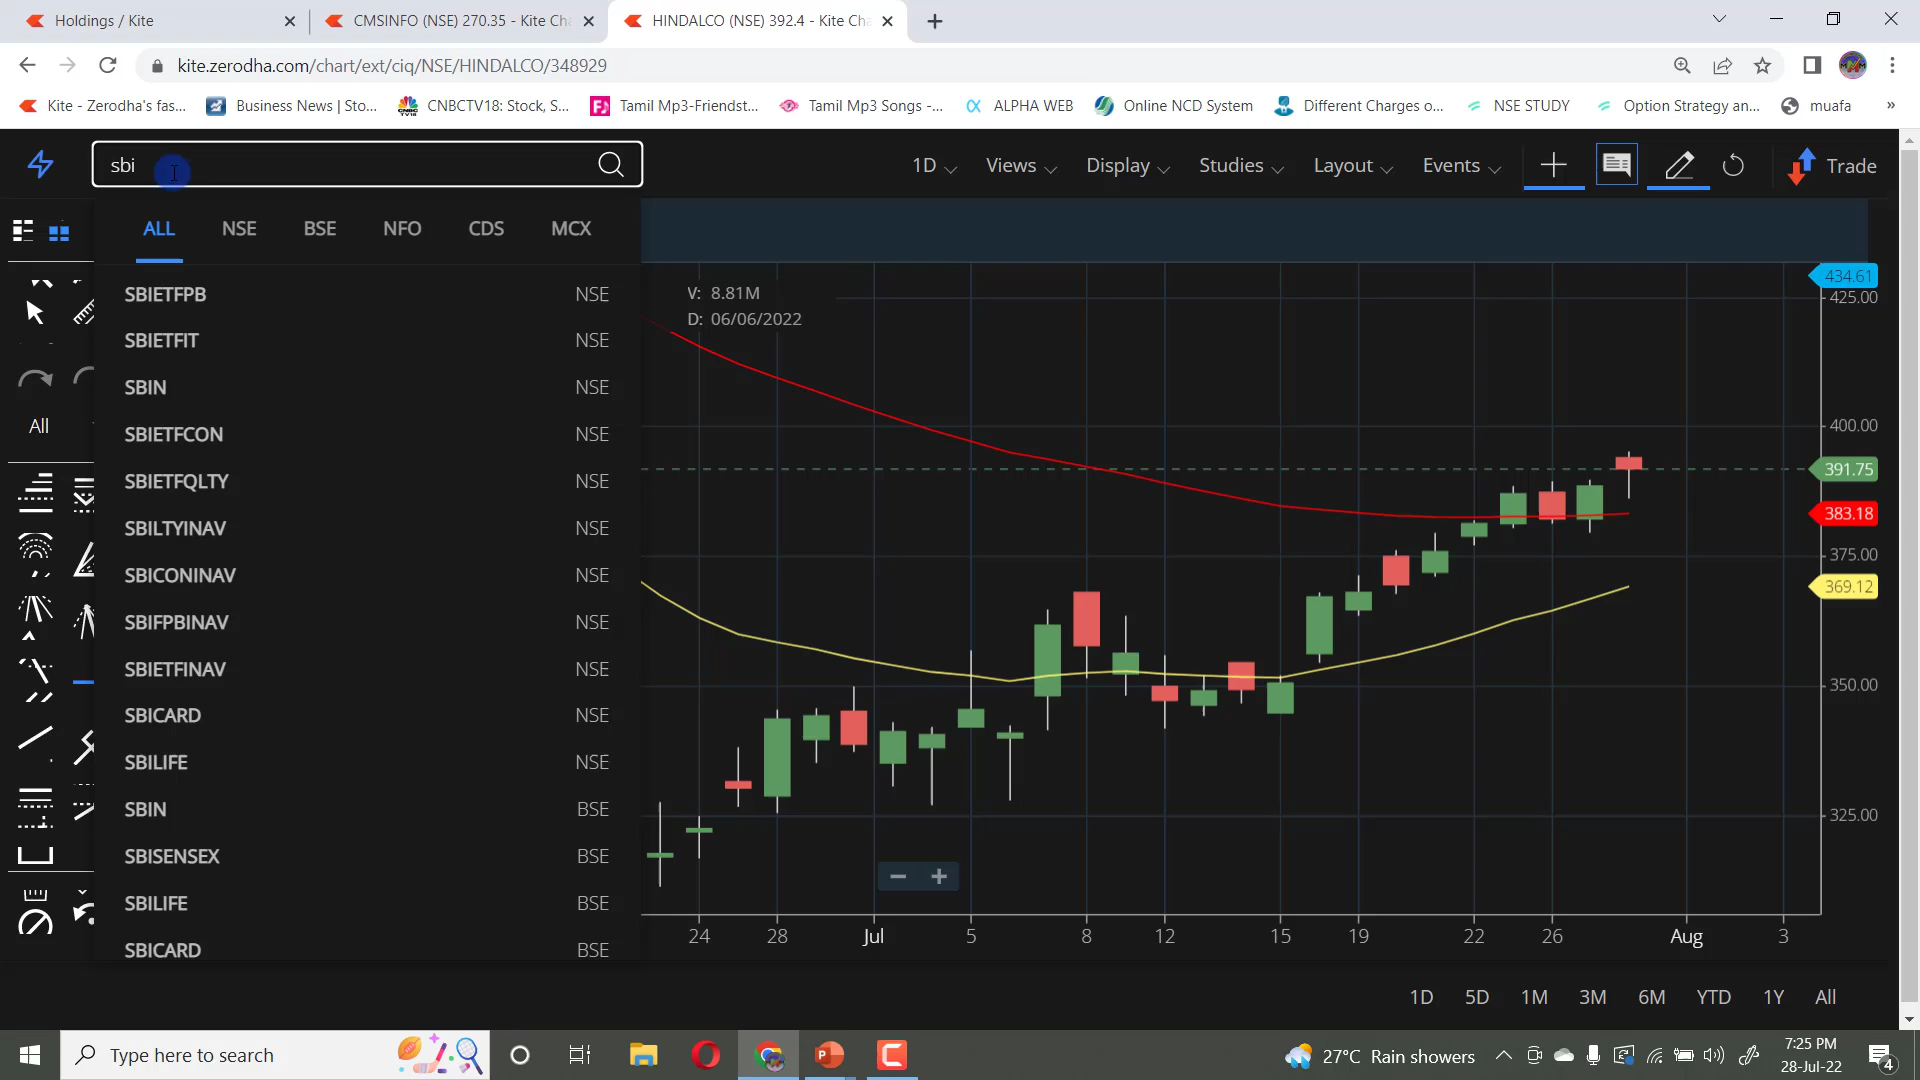 Holdings / Kite
CMSINFO (NSE) 270.35 - Kite Ch
HINDALCO (NSE) 392.4 - Kite Cha
kite.zerodha.com/chart/ext/ciq/NSE/HINDALCO/348929
Kite - Zerodha's fas...
Business News | Sto...
CNBCTV18: Stock, S...
Tamil Mp3-Friendst...
Tamil Mp3 Songs -...
ALPHA WEB
Online NCD System
Different Charges o...
NSE STUDY
Option Strategy an...
muafa
»
sbi
1D
Views
Display
Studies
Layout
Events
Trade
ALL NSE BSE NFO CDS MCX
SBIETFPB NSE
SBIETFIT NSE
SBIN NSE
SBIETFCON NSE
SBIETFQLTY NSE
SBILTYINAV NSE
SBICONINAV NSE
SBIFPBINAV NSE
SBIETFINAV NSE
SBICARD NSE
SBILIFE NSE
SBIN BSE
SBISENSEX BSE
SBILIFE BSE
SBICARD BSE
All
V: 8.81M
D: 06/06/2022
434.61
425.00
400.00
391.75
383.18
375.00
369.12
350.00
325.00
24 28 Jul 5 8 12 15 19 22 26 Aug 3
1D 5D 1M 3M 6M YTD 1Y All
Type here to search
27°C Rain showers
7:25 PM
28-Jul-22
4